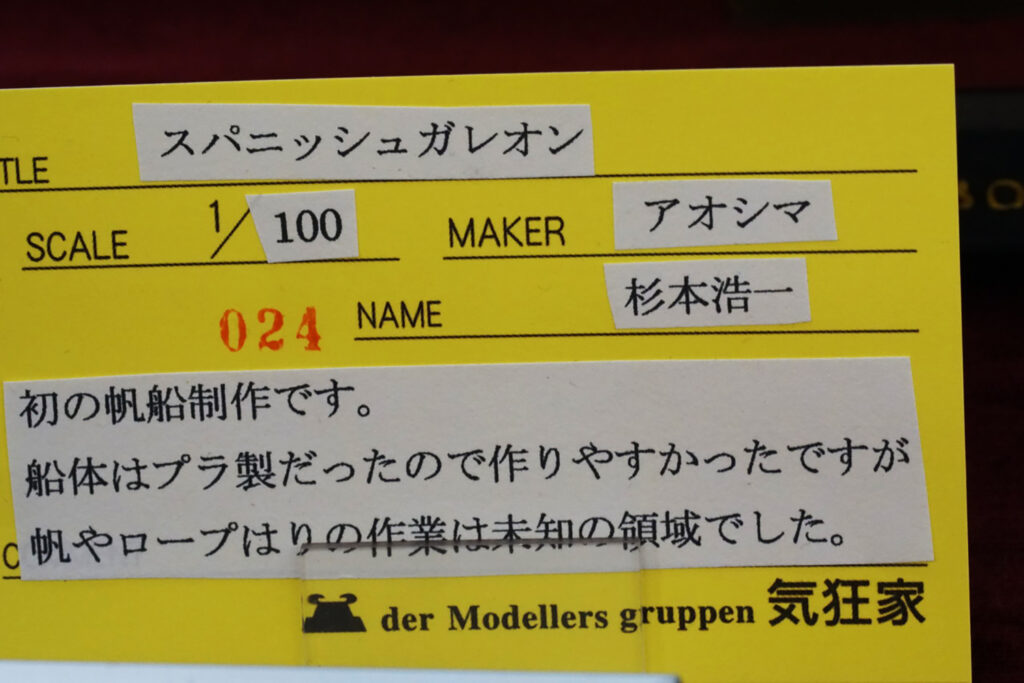 TLE スパニッシュガレオン
SCALE 1/100 MAKER アオシマ
024 NAME 杉本浩一
初の帆船制作です。
船体はプラ製だったので作りやすかったですが
帆やロープはりの作業は未知の領域でした。
C
der Modellers gruppen 気狂家
BO